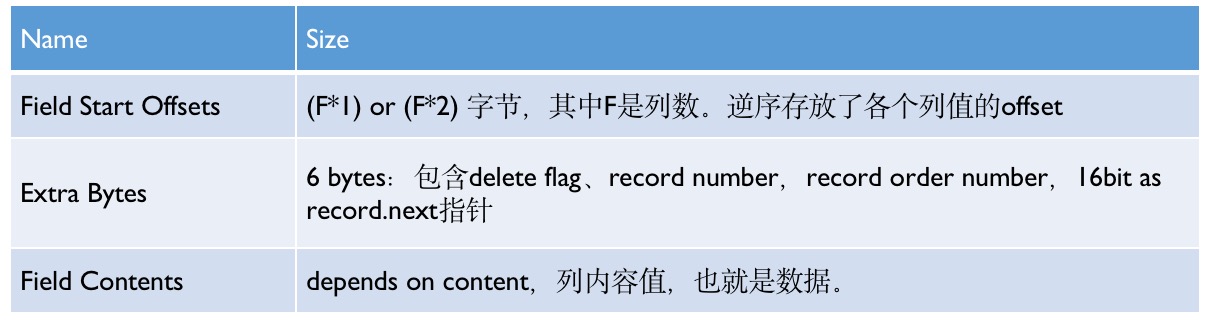 Name
Size
Field Start Offsets
(F*1) or (F*2) 字节，其中F是列数。逆序存放了各个列值的offset
Extra Bytes
6 bytes：包含delete flag、record number，record order number，16bit as
record.next指针
Field Contents
depends on content，列内容值，也就是数据。